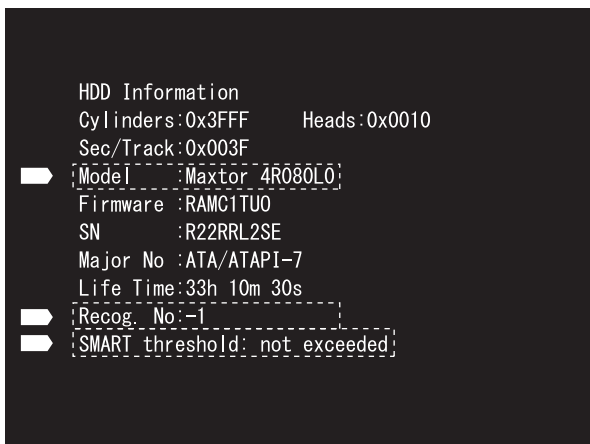 HDD Information
Cylinders:0x3FFF Heads:0x0010
Sec/Track:0x003F
Model :Maxtor 4R080L0
Firmware :RAMC1TU0
SN :R22RRL2SE
Major No :ATA/ATAPI-7
Life Time:33h 10m 30s
Recog. No:-1
SMART threshold: not exceeded